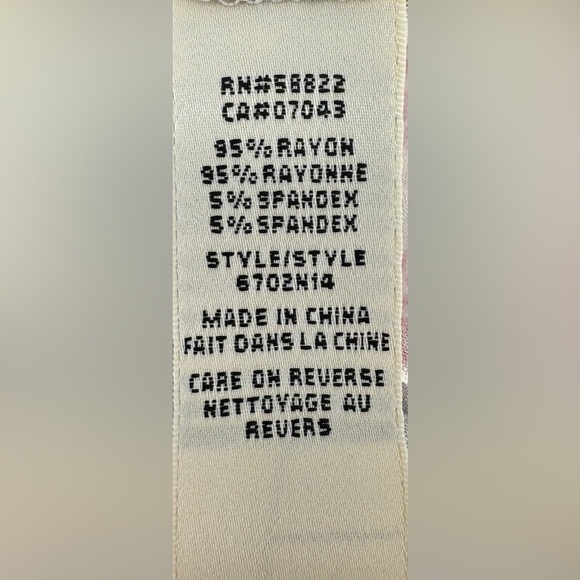 RN#58822
CA#07043
95% RAYON
95% RAYONNE
5% SPANDEX
5% SPANDEX
STYLE/STYLE
6702N14
MADE IN CHINA
FAIT DANS LA CHINE
CARE ON REVERSE
NETTOYAGE AU
REVERS